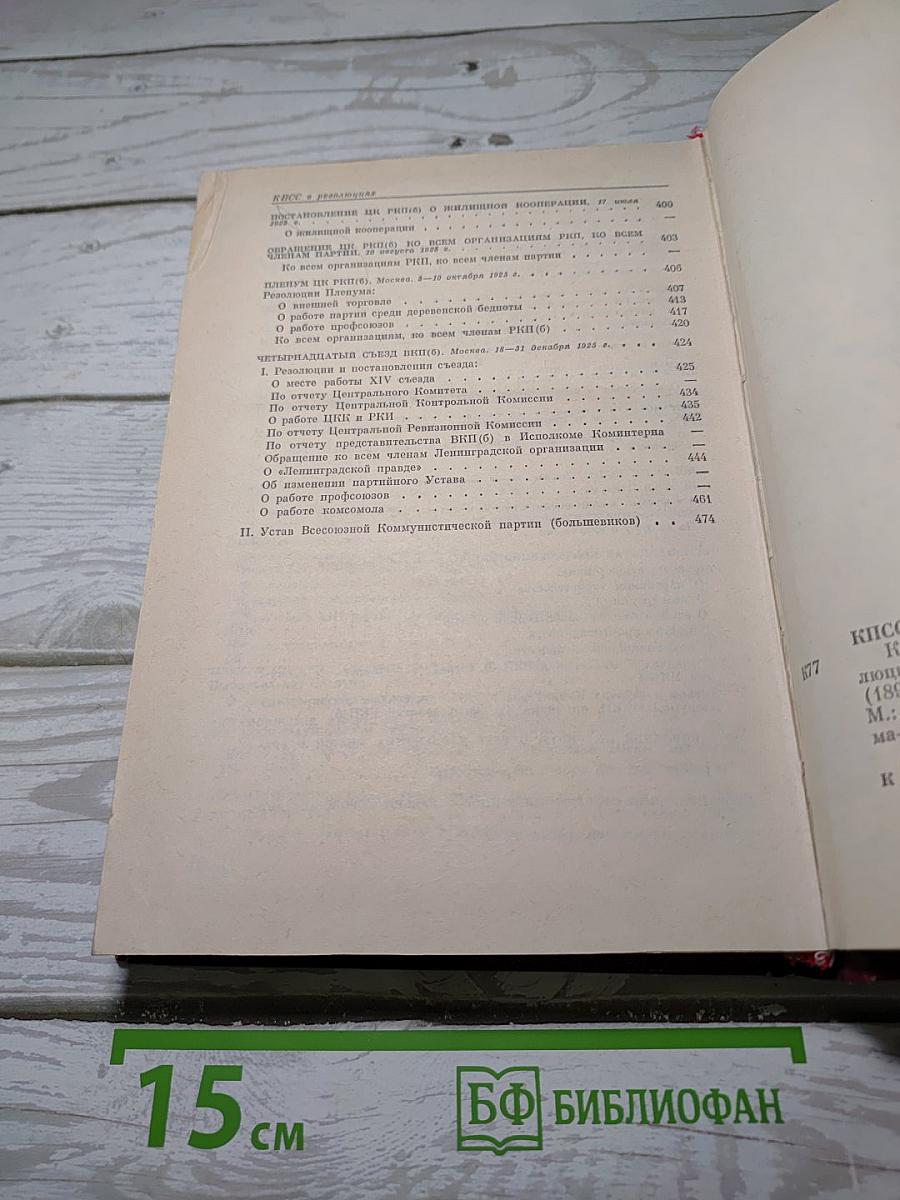 КПСС в резолюциях
ПОСТАНОВЛЕНИЕ ЦК РКП(б) О ЖИЛИЩНОЙ КООПЕРАЦИИ. 17 июля
1925 г. . . . . . . . . . . . . 400
О жилищной кооперации . . . . . . . . . —
ОБРАЩЕНИЕ ЦК РКП(б) КО ВСЕМ ОРГАНИЗАЦИЯМ РКП, КО ВСЕМ
ЧЛЕНАМ ПАРТИИ. 20 августа 1925 г. . . . . . . 403
Ко всем организациям РКП, ко всем членам партии . . . . —
ПЛЕНУМ ЦК РКП(б). Москва. 3—10 октября 1925 г. . . . . . 406
Резолюции Пленума:
О внешней торговле . . . . . . . . . 407
О работе партии среди деревенской бедноты . . . . . 413
О работе профсоюзов . . . . . . . . . 417
Ко всем организациям, ко всем членам РКП(б) . . . . . 420
ЧЕТЫРНАДЦАТЫЙ СЪЕЗД ВКП(б). Москва. 18—31 декабря 1925 г. . . . 424
I. Резолюции и постановления съезда:
О месте работы XIV съезда . . . . . . . . 425
По отчету Центрального Комитета . . . . . . . —
По отчету Центральной Контрольной Комиссии . . . . . 434
О работе ЦКК и РКИ . . . . . . . . . 435
По отчету Центральной Ревизионной Комиссии . . . . . 442
По отчету представительства ВКП(б) в Исполкоме Коминтерна —
Обращение ко всем членам Ленинградской организации . . . . —
О «Ленинградской правде» . . . . . . . . 444
Об изменении партийного Устава . . . . . . . —
О работе профсоюзов . . . . . . . . . —
О работе комсомола . . . . . . . . . 461
II. Устав Всесоюзной Коммунистической партии (большевиков) . . 474
К77
КПСС
М.:
ма-
К
15 см
БФ БИБЛИОФАН